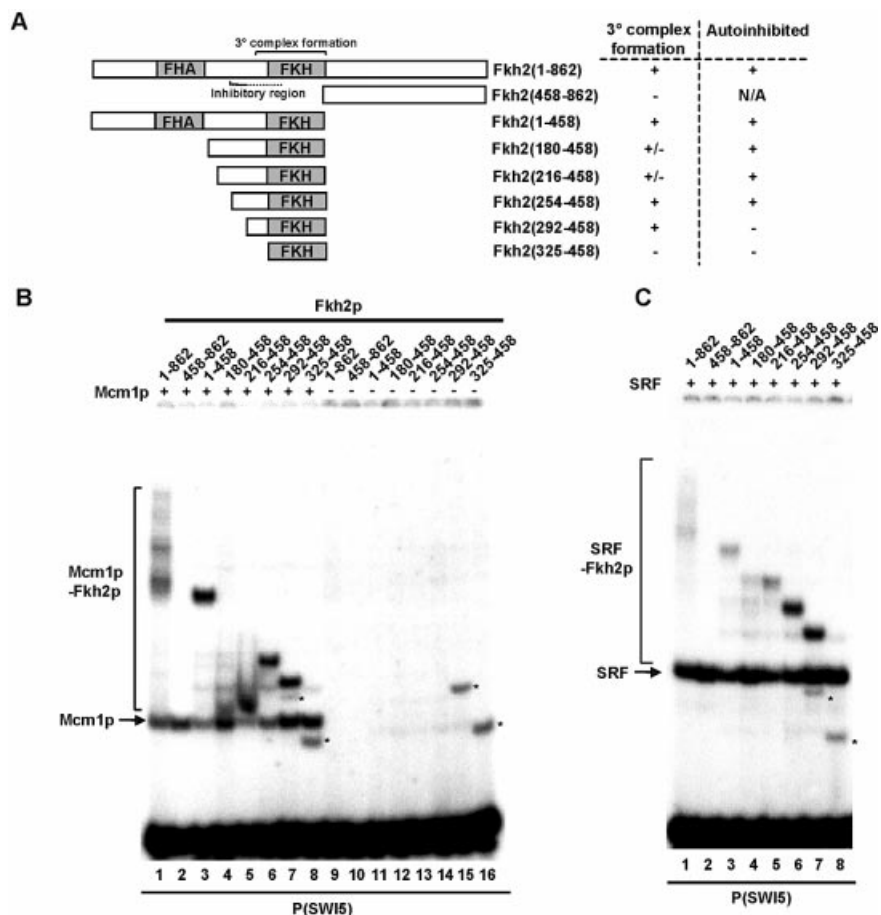 A
3° complex formation
3° complex
formation
Autoinhibited
FHA
FKH
Fkh2(1-862)
+
+
Inhibitory region
Fkh2(458-862)
-
N/A
FHA
FKH
Fkh2(1-458)
+
+
FKH
Fkh2(180-458)
+/-
+
FKH
Fkh2(216-458)
+/-
+
FKH
Fkh2(254-458)
+
+
FKH
Fkh2(292-458)
+
-
FKH
Fkh2(325-458)
-
-
B
Fkh2p
1-862
458-862
1-458
180-458
216-458
254-458
292-458
325-458
1-862
458-862
1-458
180-458
216-458
254-458
292-458
325-458
Mcm1p + + + + + + + + - - - - - - - -
Mcm1p
-Fkh2p
Mcm1p
*
*
*
*
1 2 3 4 5 6 7 8 9 10 11 12 13 14 15 16
P(SWI5)
C
1-862
458-862
1-458
180-458
216-458
254-458
292-458
325-458
SRF + + + + + + + +
SRF
-Fkh2p
SRF
*
*
1 2 3 4 5 6 7 8
P(SWI5)